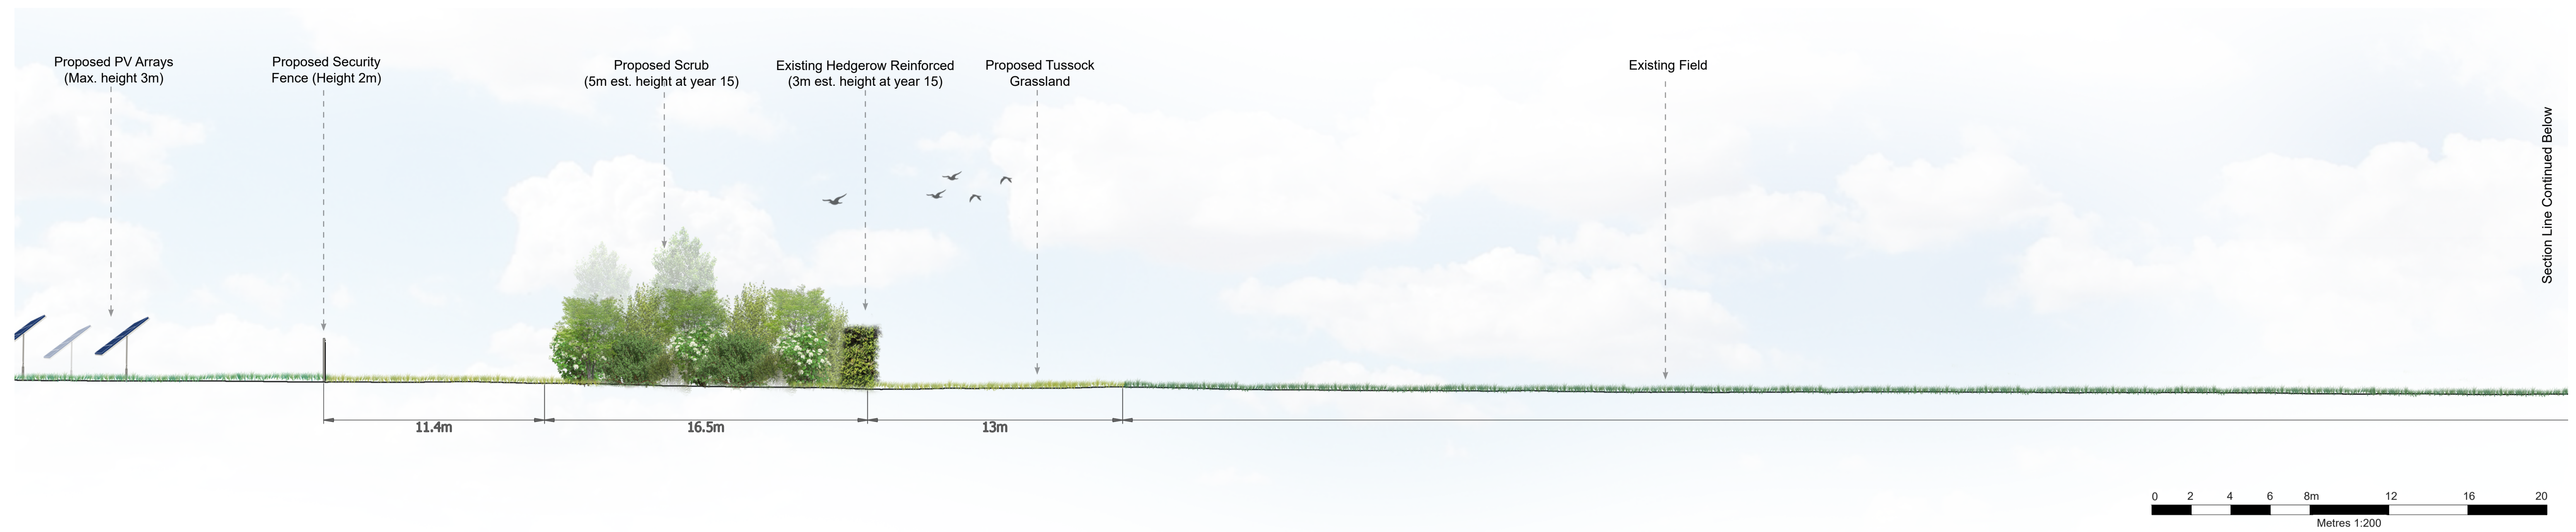 Proposed PV Arrays
(Max. height 3m)
Proposed Security
Fence (Height 2m)
Proposed Scrub
(5m est. height at year 15)
Existing Hedgerow Reinforced
(3m est. height at year 15)
Proposed Tussock
Grassland
Existing Field
Section Line Continued Below
11.4m
16.5m
13m
0 2 4 6 8m 12 16 20
Metres 1:200